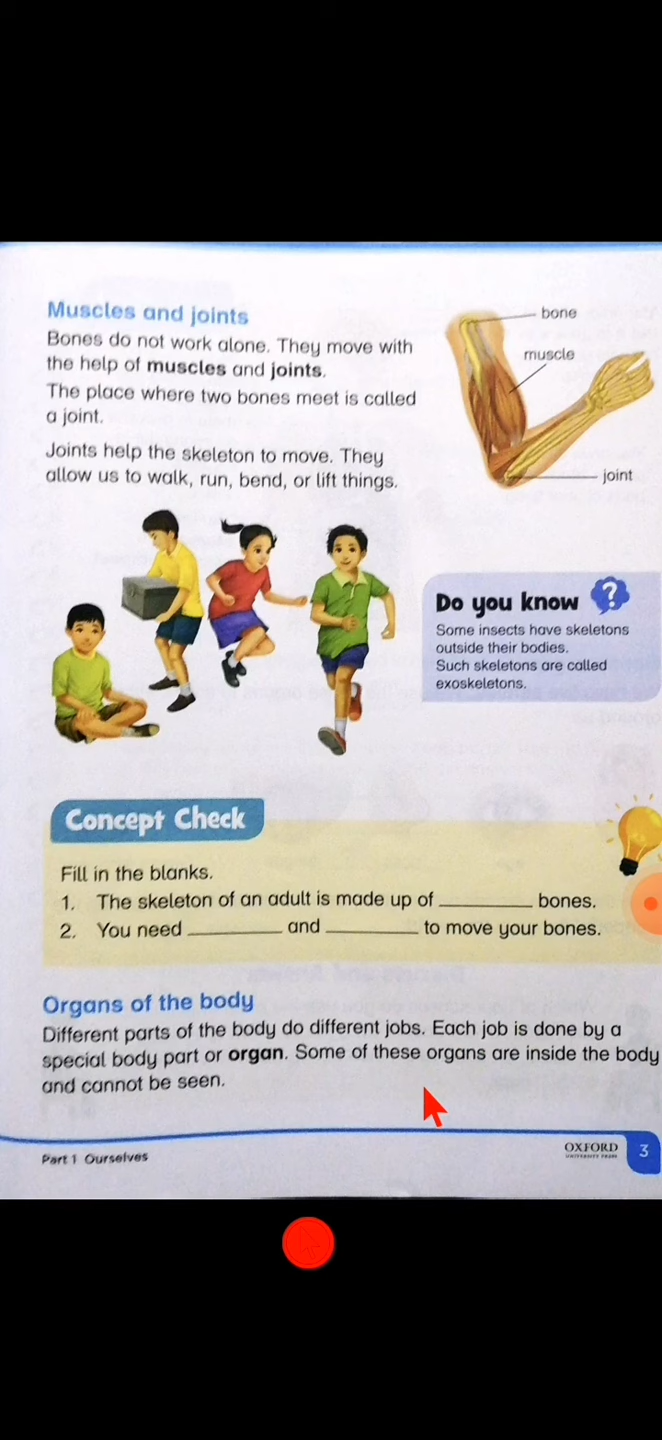 Muscles and joints
Bones do not work alone. They move with
the help of muscles and joints.
The place where two bones meet is called
a joint.
Joints help the skeleton to move. They
allow us to walk, run, bend, or lift things.
bone
muscle
joint
Do you know ?
Some insects have skeletons
outside their bodies.
Such skeletons are called
exoskeletons.
Concept Check
Fill in the blanks.
1. The skeleton of an adult is made up of __________ bones.
2. You need __________ and __________ to move your bones.
Organs of the body
Different parts of the body do different jobs. Each job is done by a
special body part or organ. Some of these organs are inside the body
and cannot be seen.
Part 1 Ourselves
OXFORD
UNIVERSITY PRESS
3